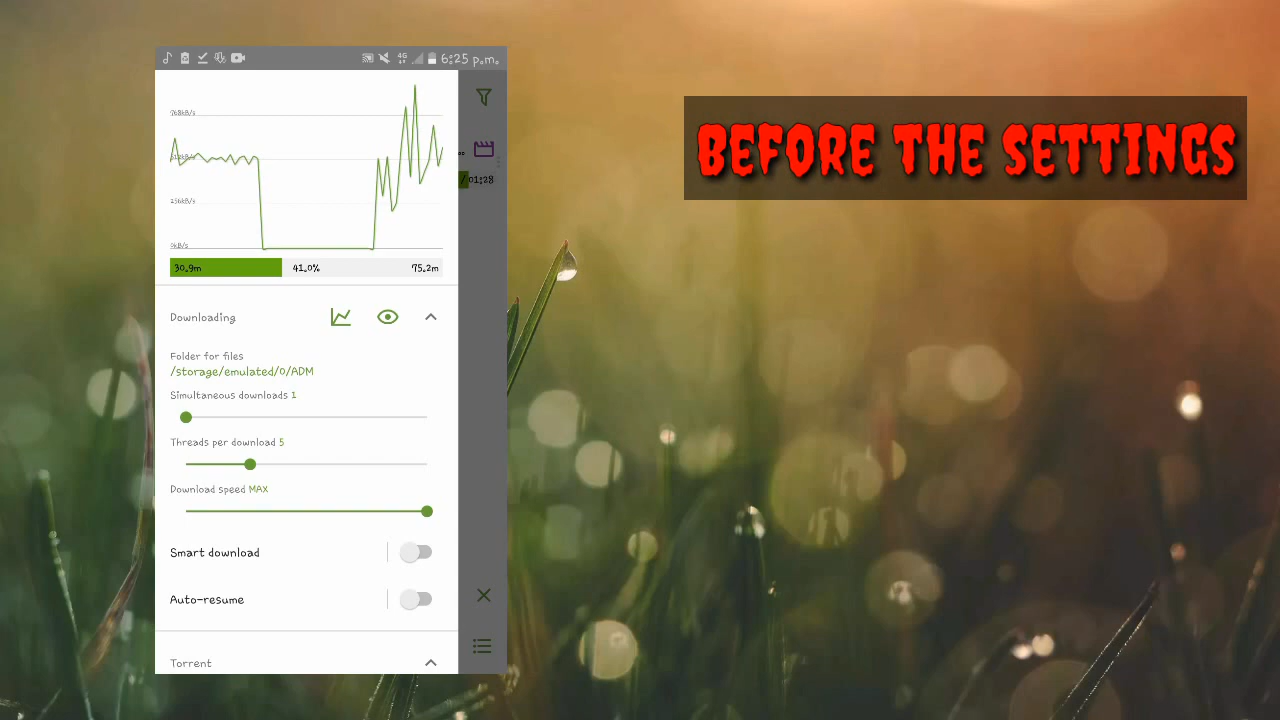 4G 6:25 p.m.
BEFORE THE SETTINGS
768kB/s
512kB/s
256kB/s
0kB/s
01:28
30.9m 41.0% 75.2m
Downloading
Folder for files
/storage/emulated/0/ADM
Simultaneous downloads 1
Threads per download 5
Download speed MAX
Smart download
Auto-resume
Torrent